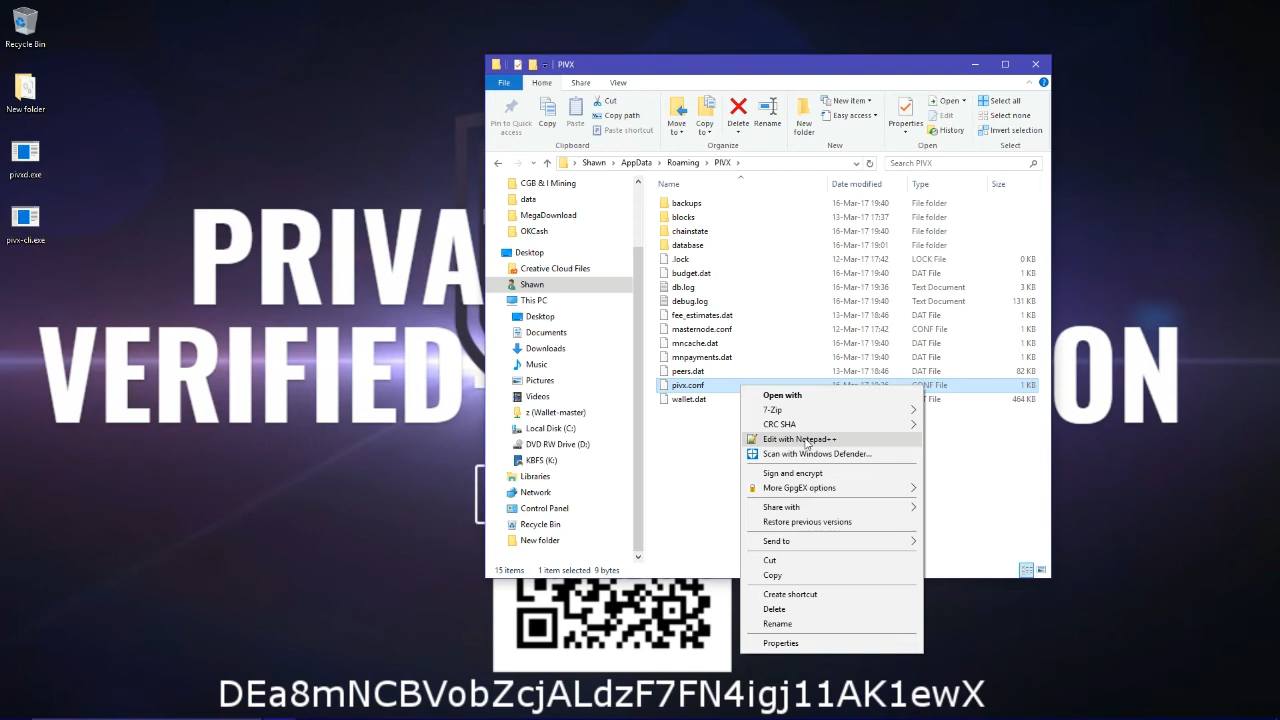 Recycle Bin
New folder
pivxd.exe
pivx-cli.exe
PRIVA
VERIFIED
ON
PIVX
File
Home
Share
View
Pin to Quick access
Copy
Paste
Cut
Copy path
Paste shortcut
Clipboard
Move to
Copy to
Delete
Rename
Organize
New folder
New item
Easy access
New
Properties
Open
Edit
History
Open
Select all
Select none
Invert selection
Select
Shawn > AppData > Roaming > PIVX >
Search PIVX
CGB & I Mining
data
MegaDownload
OKCash
Desktop
Creative Cloud Files
Shawn
This PC
Desktop
Documents
Downloads
Music
Pictures
Videos
z (Wallet-master)
Local Disk (C:)
DVD RW Drive (D:)
KBFS (K:)
Libraries
Network
Control Panel
Recycle Bin
New folder
Name Date modified Type Size
backups 16-Mar-17 19:40 File folder
blocks 13-Mar-17 17:37 File folder
chainstate 16-Mar-17 19:40 File folder
database 16-Mar-17 19:01 File folder
.lock 12-Mar-17 17:42 LOCK File 0 KB
budget.dat 16-Mar-17 19:40 DAT File 1 KB
db.log 16-Mar-17 19:36 Text Document 3 KB
debug.log 16-Mar-17 19:40 Text Document 131 KB
fee_estimates.dat 13-Mar-17 18:46 DAT File 1 KB
masternode.conf 12-Mar-17 17:42 CONF File 1 KB
mncache.dat 16-Mar-17 19:40 DAT File 1 KB
mnpayments.dat 16-Mar-17 19:40 DAT File 1 KB
peers.dat 13-Mar-17 18:46 DAT File 82 KB
pivx.conf 16-Mar-17 19:36 CONF File 1 KB
wallet.dat File 464 KB
Open with
7-Zip
CRC SHA
Edit with Notepad++
Scan with Windows Defender...
Sign and encrypt
More GpgEX options
Share with
Restore previous versions
Send to
Cut
Copy
Create shortcut
Delete
Rename
Properties
15 items 1 item selected 9 bytes
DEa8mNCBVobZcjALdzF7FN4igj11AK1ewX